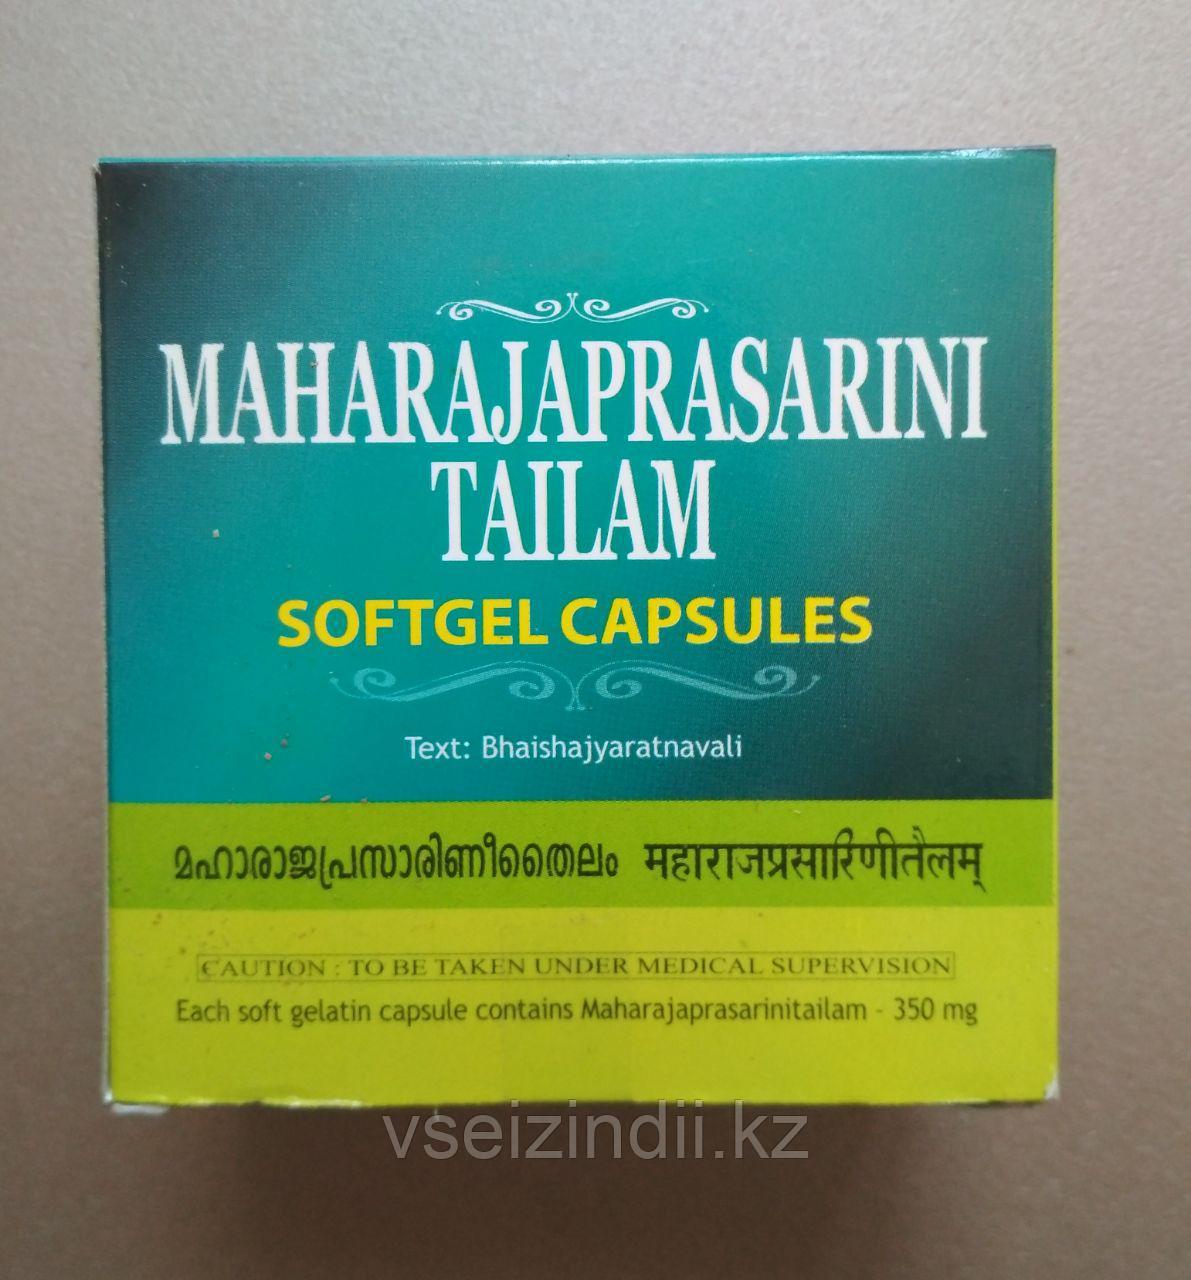 MAHARAJAPRASARINI
TAILAM
SOFTGEL CAPSULES
Text: Bhaishajyaratnavali
മഹാരാജപ്രസാരിണീതൈലം महाराजप्रसारिणीतैलम्
CAUTION : TO BE TAKEN UNDER MEDICAL SUPERVISION
Each soft gelatin capsule contains Maharajaprasarinitailam - 350 mg
vseizindii.kz